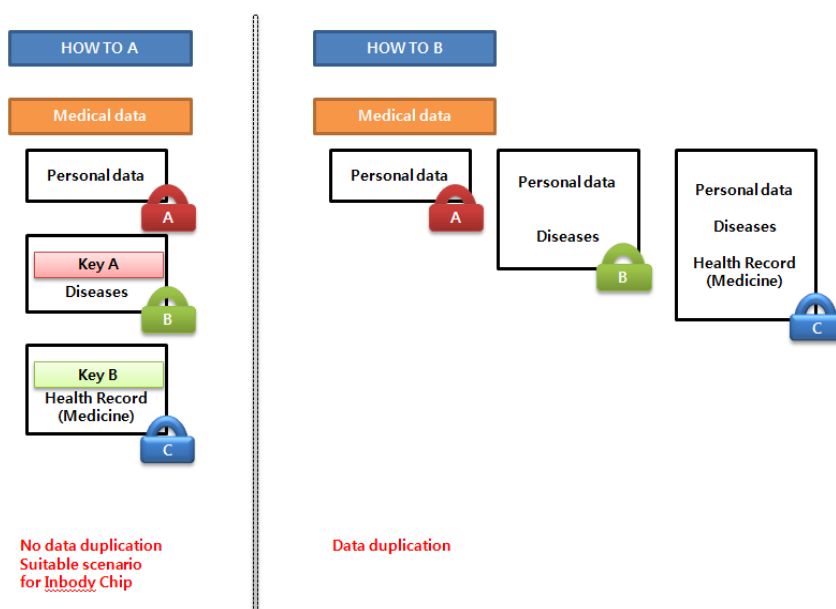 HOW TO A
Medical data
Personal data
A
Key A
Diseases
B
Key B
Health Record
(Medicine)
C
No data duplication
Suitable scenario
for Inbody Chip
HOW TO B
Medical data
Personal data
A
Personal data
Diseases
B
Personal data
Diseases
Health Record
(Medicine)
C
Data duplication